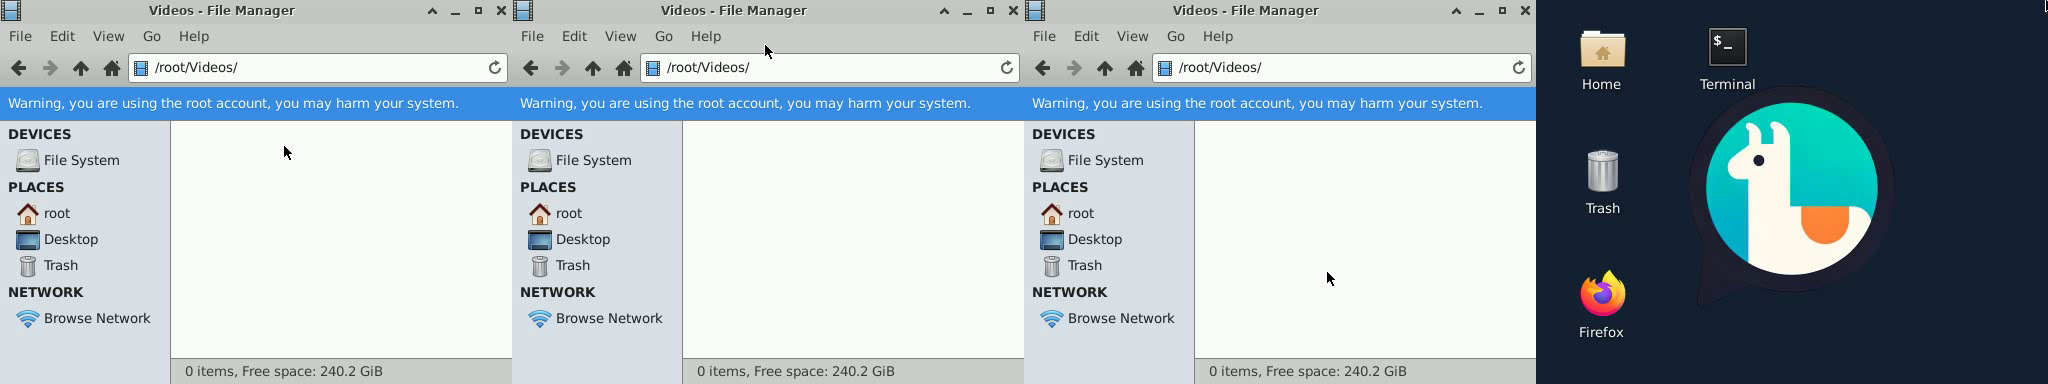 Videos - File Manager
File Edit View Go Help
/root/Videos/
Warning, you are using the root account, you may harm your system.
DEVICES
File System
PLACES
root
Desktop
Trash
NETWORK
Browse Network
0 items, Free space: 240.2 GiB
Videos - File Manager
File Edit View Go Help
/root/Videos/
Warning, you are using the root account, you may harm your system.
DEVICES
File System
PLACES
root
Desktop
Trash
NETWORK
Browse Network
0 items, Free space: 240.2 GiB
Videos - File Manager
File Edit View Go Help
/root/Videos/
Warning, you are using the root account, you may harm your system.
DEVICES
File System
PLACES
root
Desktop
Trash
NETWORK
Browse Network
0 items, Free space: 240.2 GiB
$_
Home Terminal
Trash
Firefox